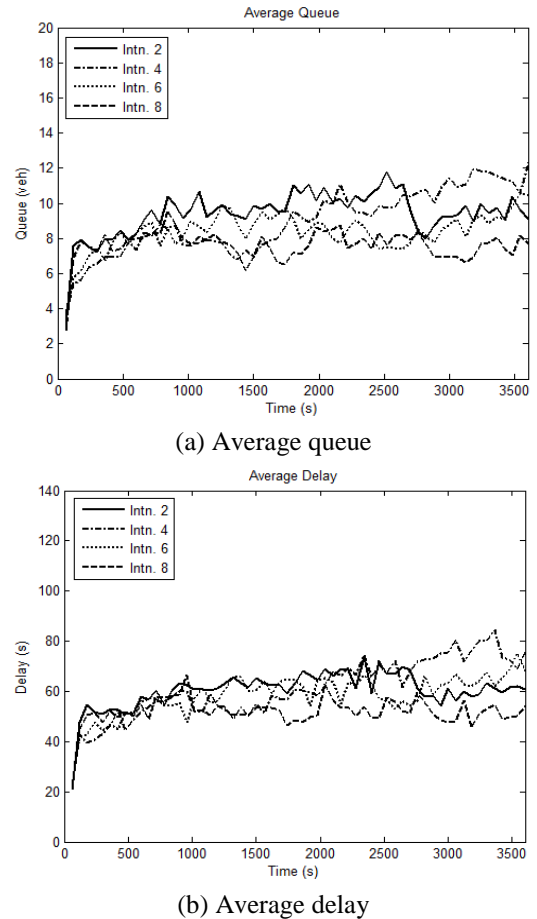 Average Queue
20
18
16
14
12
10
8
6
4
2
0
Queue (veh)
Intn. 2
Intn. 4
Intn. 6
Intn. 8
0 500 1000 1500 2000 2500 3000 3500
Time (s)
(a) Average queue
Average Delay
140
120
100
80
60
40
20
0
Delay (s)
Intn. 2
Intn. 4
Intn. 6
Intn. 8
0 500 1000 1500 2000 2500 3000 3500
Time (s)
(b) Average delay